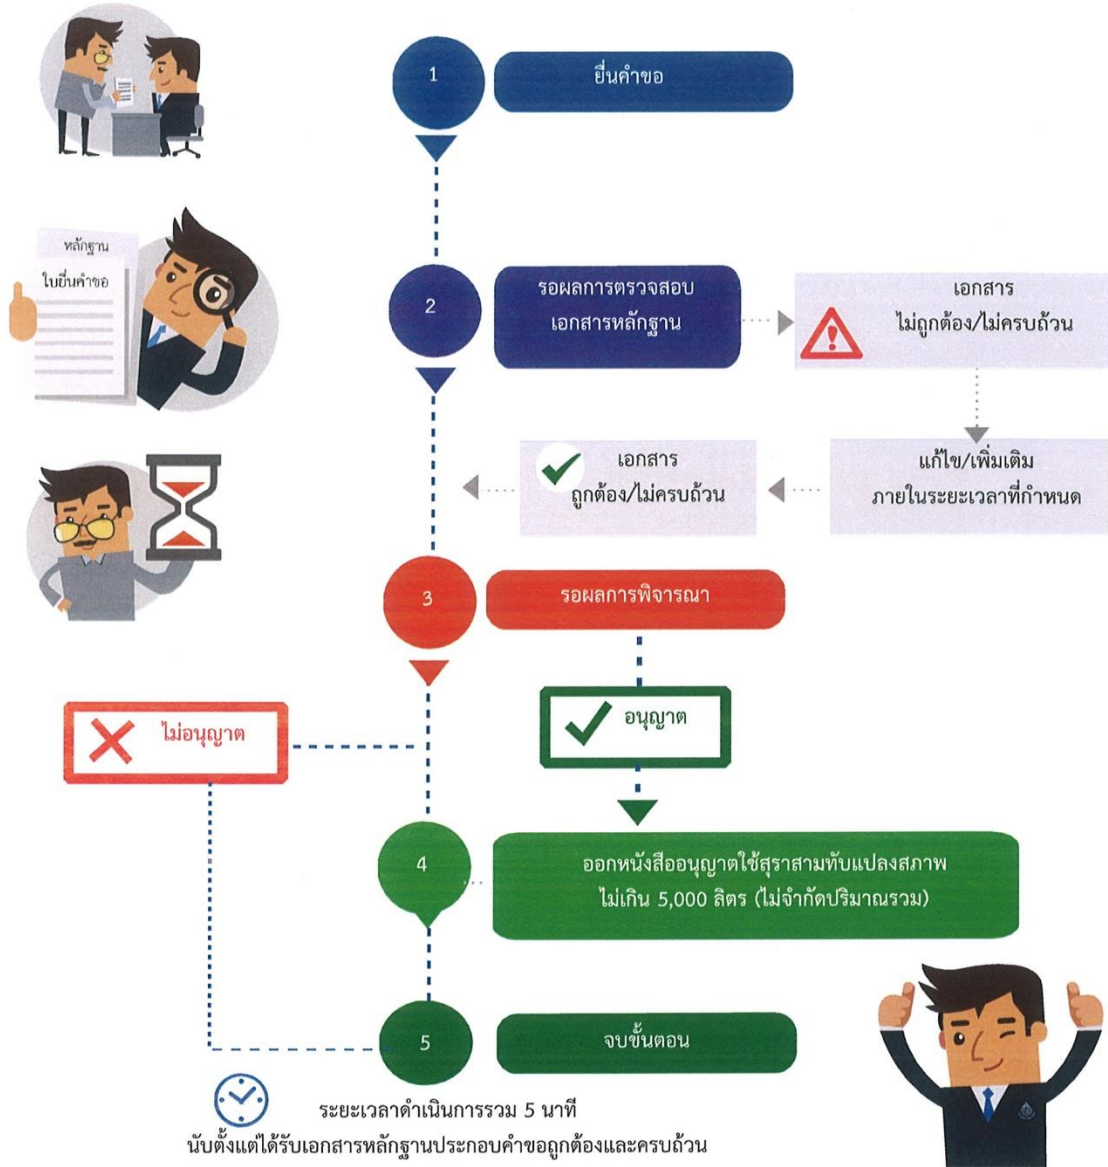 1
ยื่นคำขอ
หลักฐาน
ใบยื่นคำขอ
2
รอผลการตรวจสอบ
เอกสารหลักฐาน
เอกสาร
ไม่ถูกต้อง/ไม่ครบถ้วน
แก้ไข/เพิ่มเติม
ภายในระยะเวลาที่กำหนด
เอกสาร
ถูกต้อง/ไม่ครบถ้วน
3
รอผลการพิจารณา
ไม่อนุญาต
อนุญาต
4
ออกหนังสืออนุญาตใช้สุราสามทับแปลงสภาพ
ไม่เกิน 5,000 ลิตร (ไม่จำกัดปริมาณรวม)
5
จบขั้นตอน
ระยะเวลาดำเนินการรวม 5 นาที
นับตั้งแต่ได้รับเอกสารหลักฐานประกอบคำขอถูกต้องและครบถ้วน